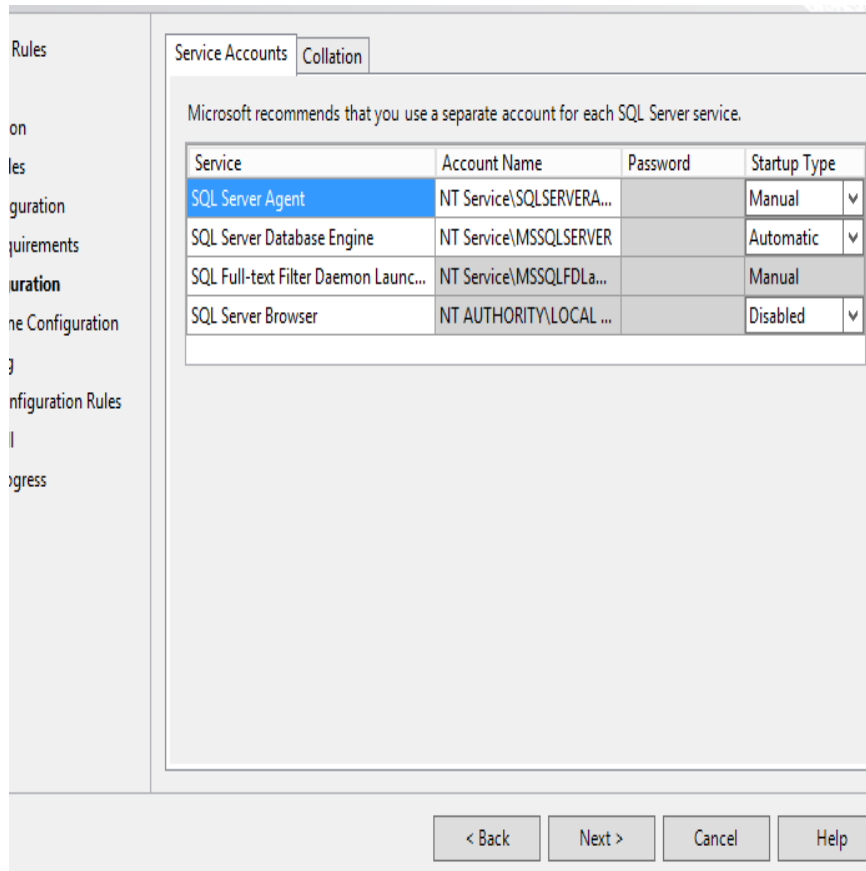 Rules
on
les
guration
quirements
uration
ne Configuration
g
nfiguration Rules
ll
ogress
Service Accounts Collation
Microsoft recommends that you use a separate account for each SQL Server service.
Service Account Name Password Startup Type
SQL Server Agent NT Service\SQLSERVERA... Manual
SQL Server Database Engine NT Service\MSSQLSERVER Automatic
SQL Full-text Filter Daemon Launc... NT Service\MSSQLFDLa... Manual
SQL Server Browser NT AUTHORITY\LOCAL ... Disabled
< Back Next > Cancel Help